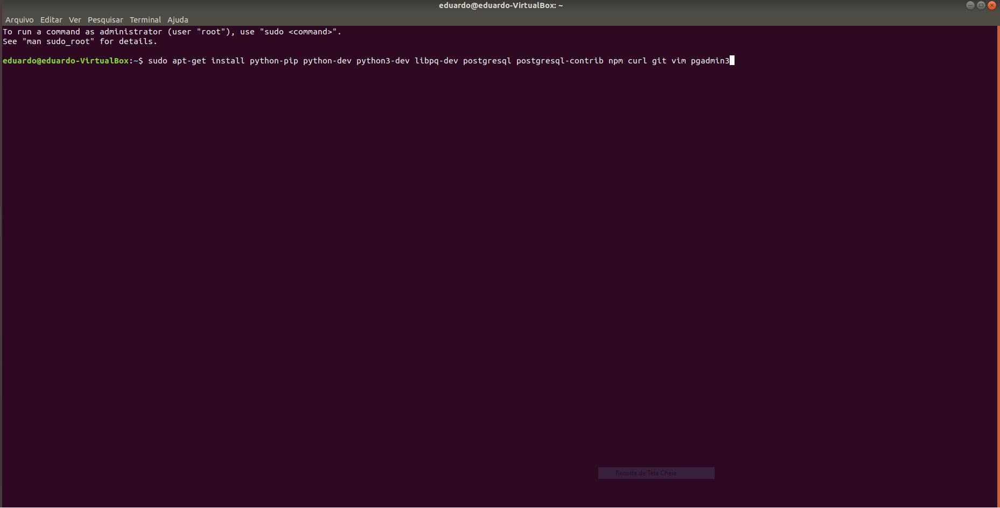 eduardo@eduardo-VirtualBox: ~
Arquivo Editar Ver Pesquisar Terminal Ajuda
To run a command as administrator (user "root"), use "sudo <command>".
See "man sudo_root" for details.
eduardo@eduardo-VirtualBox:~$ sudo apt-get install python-pip python-dev python3-dev libpq-dev postgresql postgresql-contrib npm curl git vim pgadmin3
Recorte de Tela Cheia